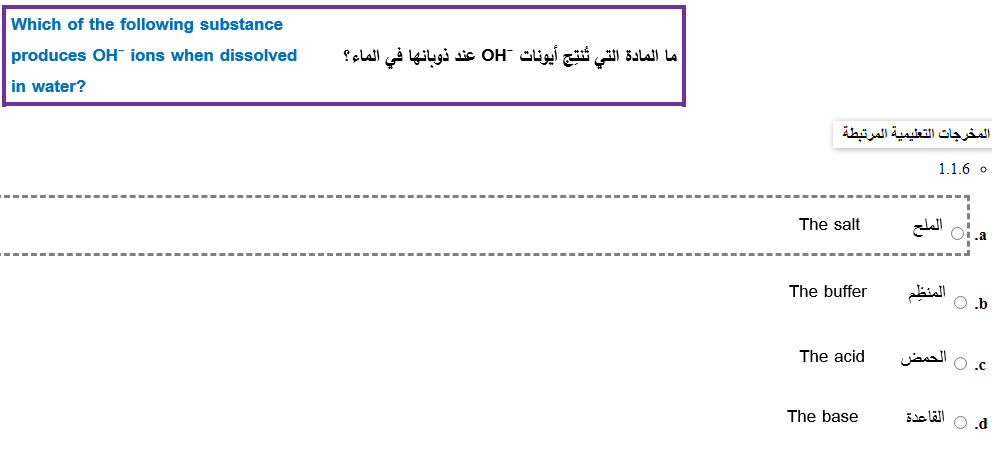 Which of the following substance
produces OH⁻ ions when dissolved
in water?
ما المادة التي تُنتِج أيونات OH⁻ عند ذوبانها في الماء؟
المخرجات التعليمية المرتبطة
1.1.6
a. الملح The salt
b. المنظِم The buffer
c. الحمض The acid
d. القاعدة The base